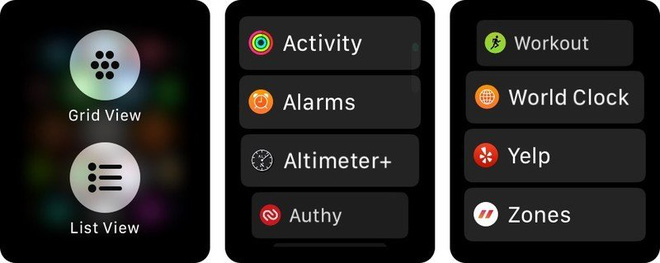 Grid View
List View
Activity
Alarms
Altimeter+
Authy
Workout
World Clock
Yelp
Zones